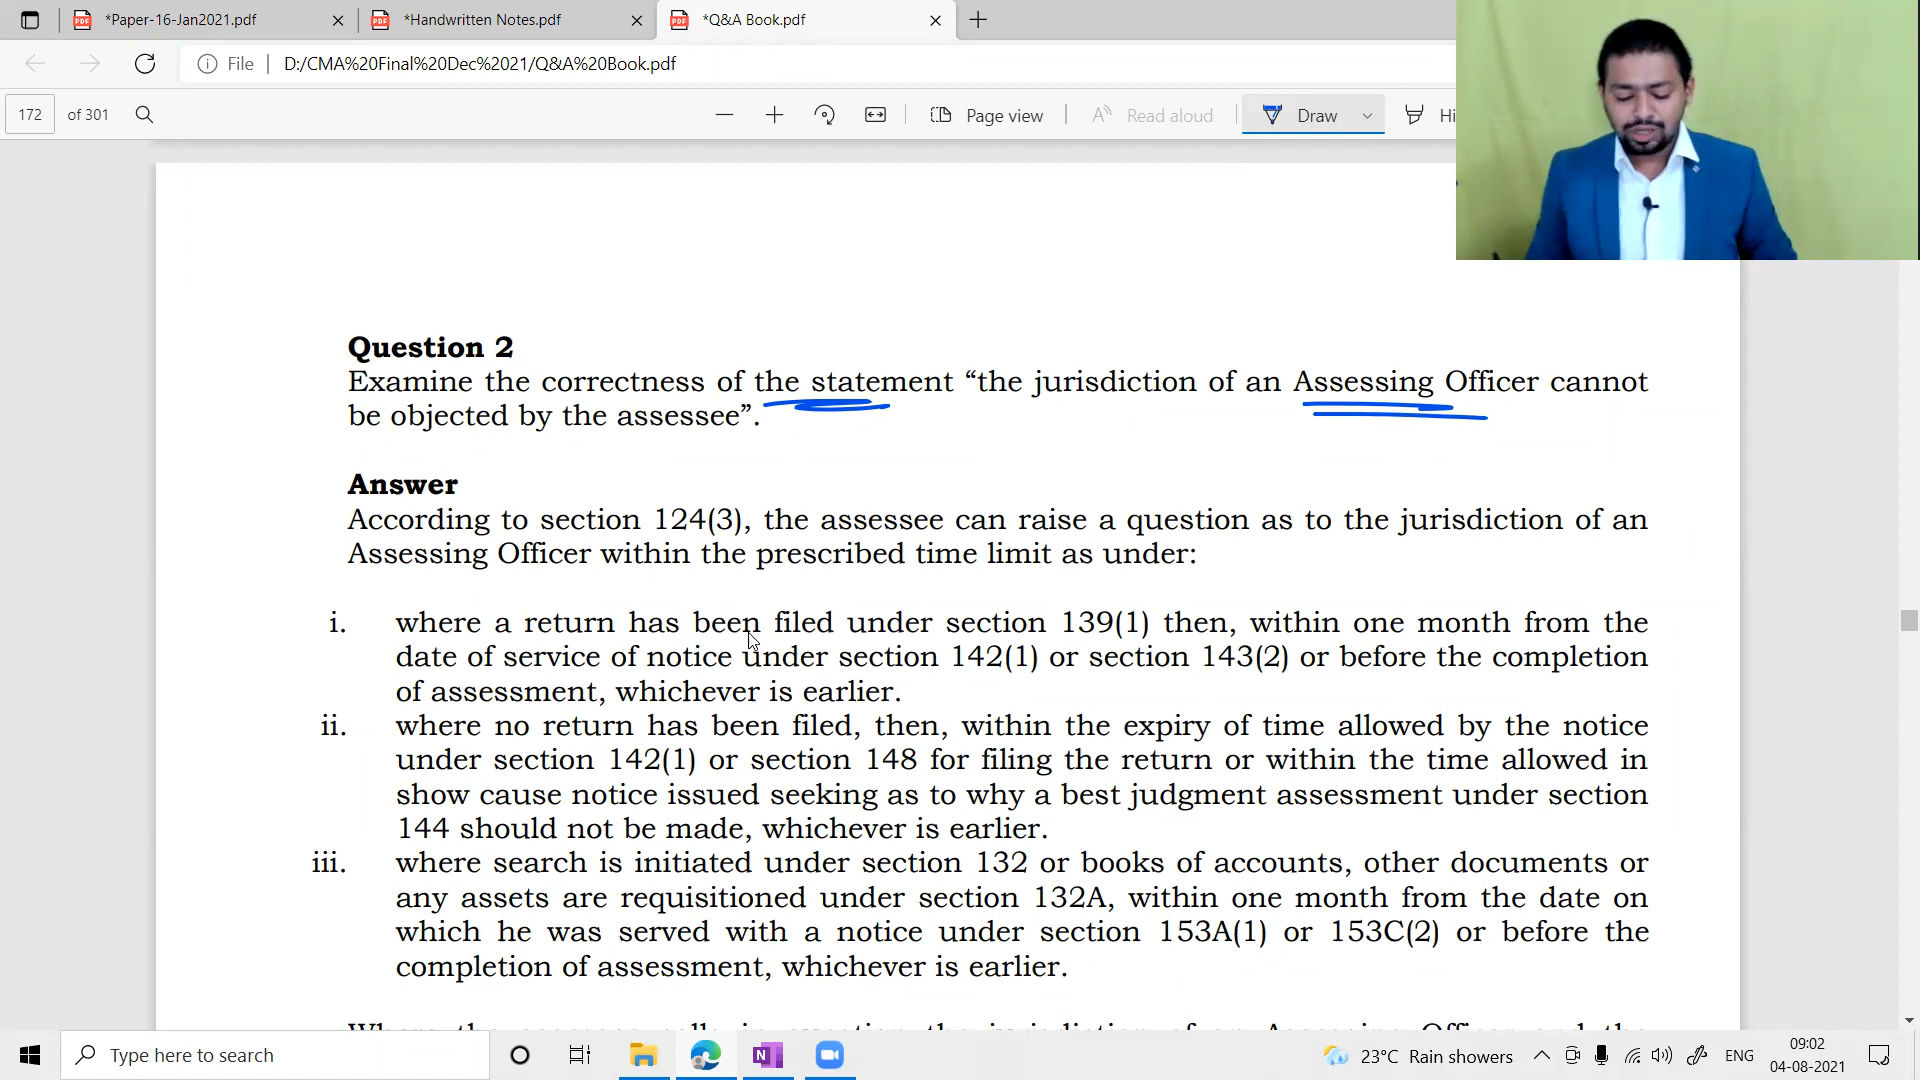 *Paper-16-Jan2021.pdf
*Handwritten Notes.pdf
*Q&A Book.pdf
File
D:/CMA%20Final%20Dec%2021/Q&A%20Book.pdf
172
of 301
Page view
Read aloud
Draw
Question 2
Examine the correctness of the statement “the jurisdiction of an Assessing Officer cannot
be objected by the assessee”.
Answer
According to section 124(3), the assessee can raise a question as to the jurisdiction of an
Assessing Officer within the prescribed time limit as under:
i. where a return has been filed under section 139(1) then, within one month from the
date of service of notice under section 142(1) or section 143(2) or before the completion
of assessment, whichever is earlier.
ii. where no return has been filed, then, within the expiry of time allowed by the notice
under section 142(1) or section 148 for filing the return or within the time allowed in
show cause notice issued seeking as to why a best judgment assessment under section
144 should not be made, whichever is earlier.
iii. where search is initiated under section 132 or books of accounts, other documents or
any assets are requisitioned under section 132A, within one month from the date on
which he was served with a notice under section 153A(1) or 153C(2) or before the
completion of assessment, whichever is earlier.
Type here to search
23°C Rain showers
ENG
09:02
04-08-2021